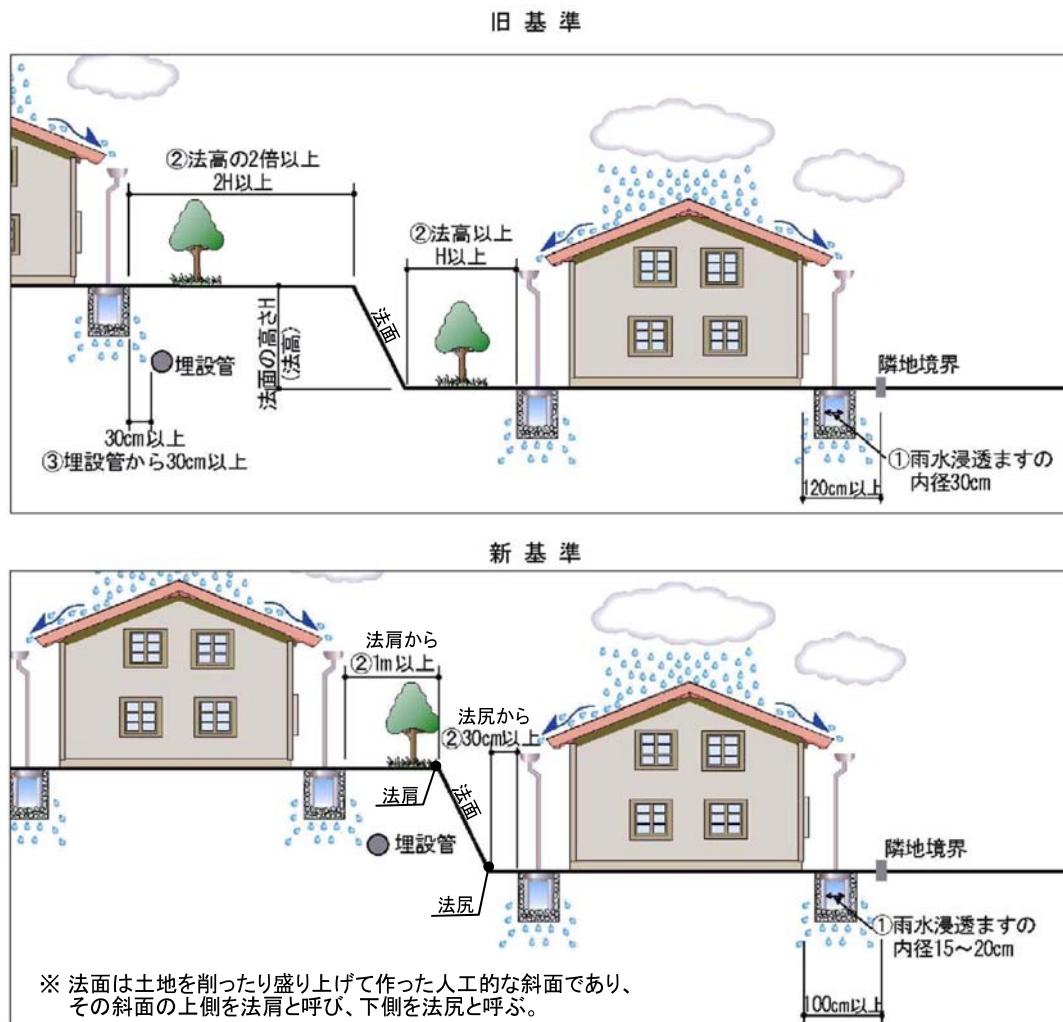 旧基準
②法高の2倍以上
2H以上
②法高以上
H以上
法面
法面の高さH
(法高)
埋設管
隣地境界
30cm以上
③埋設管から30cm以上
①雨水浸透ますの
内径30cm
120cm以上
新基準
法肩から
②1m以上
法尻から
②30cm以上
法肩
法面
埋設管
隣地境界
法尻
①雨水浸透ますの
内径15～20cm
100cm以上
※ 法面は土地を削ったり盛り上げて作った人工的な斜面であり、
その斜面の上側を法肩と呼び、下側を法尻と呼ぶ。